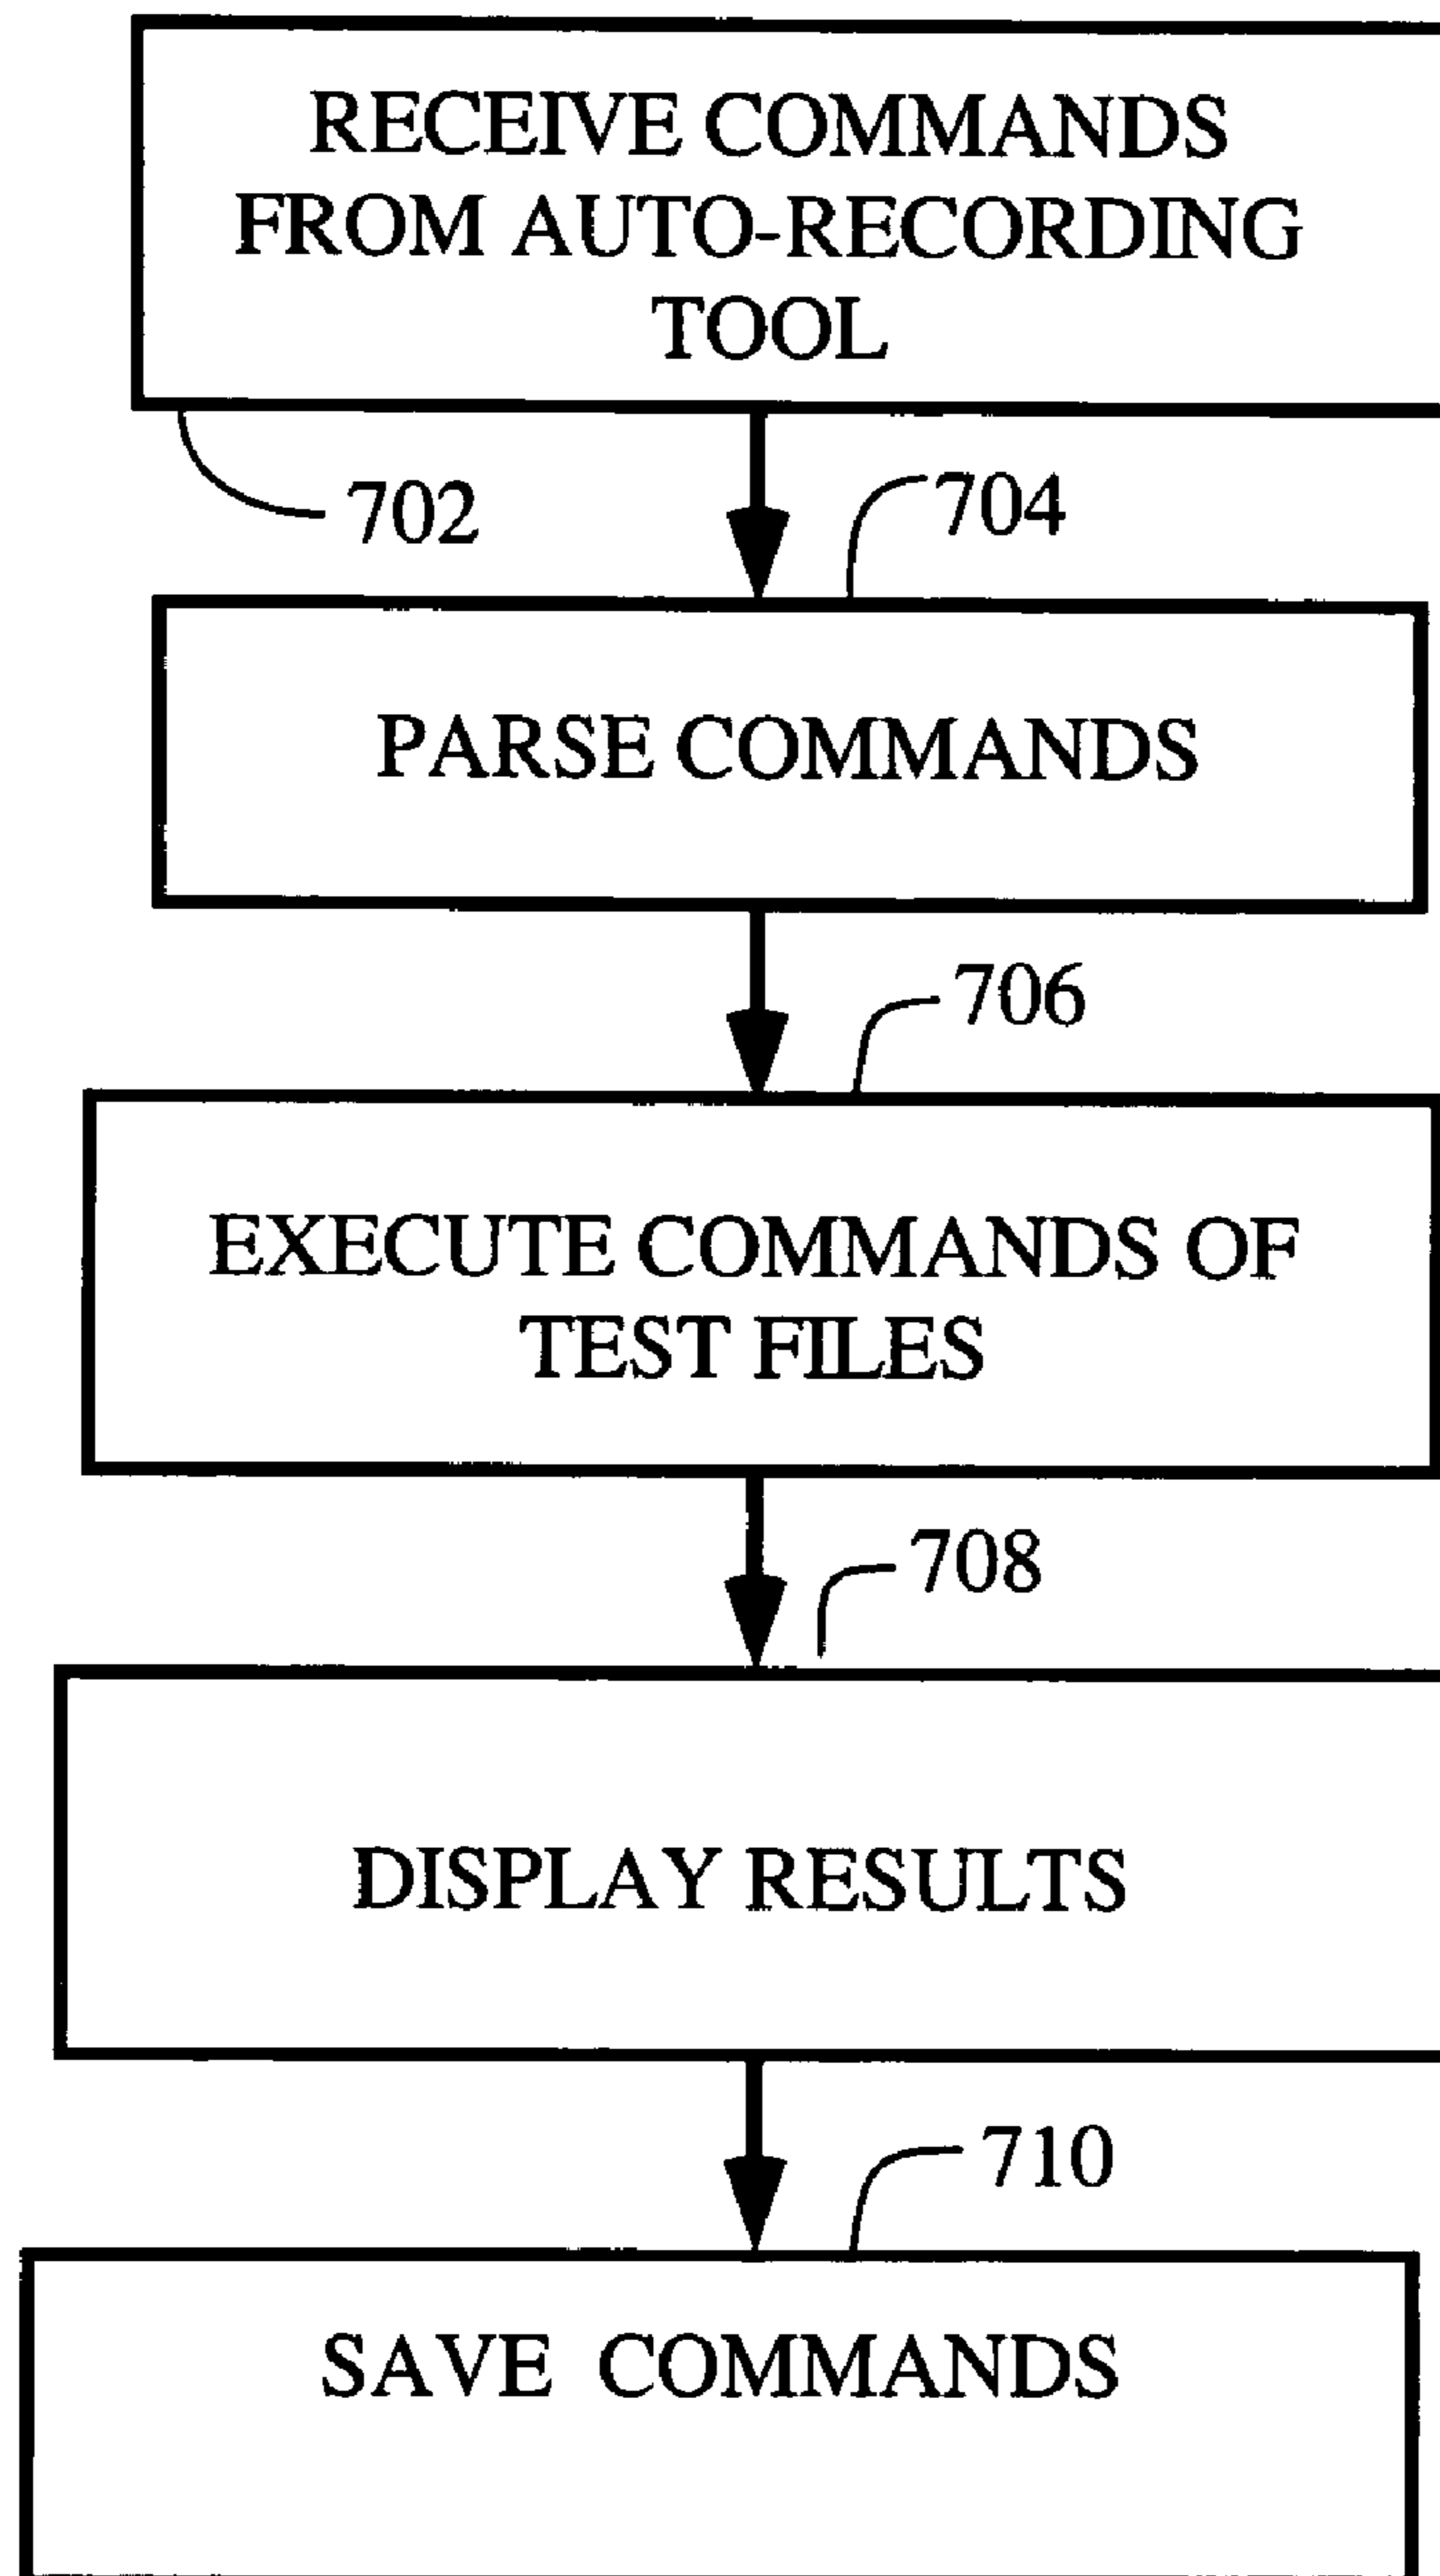 RECEIVE COMMANDS
FROM AUTO-RECORDING
TOOL
702
704
PARSE COMMANDS
706
EXECUTE COMMANDS OF
TEST FILES
708
DISPLAY RESULTS
710
SAVE COMMANDS